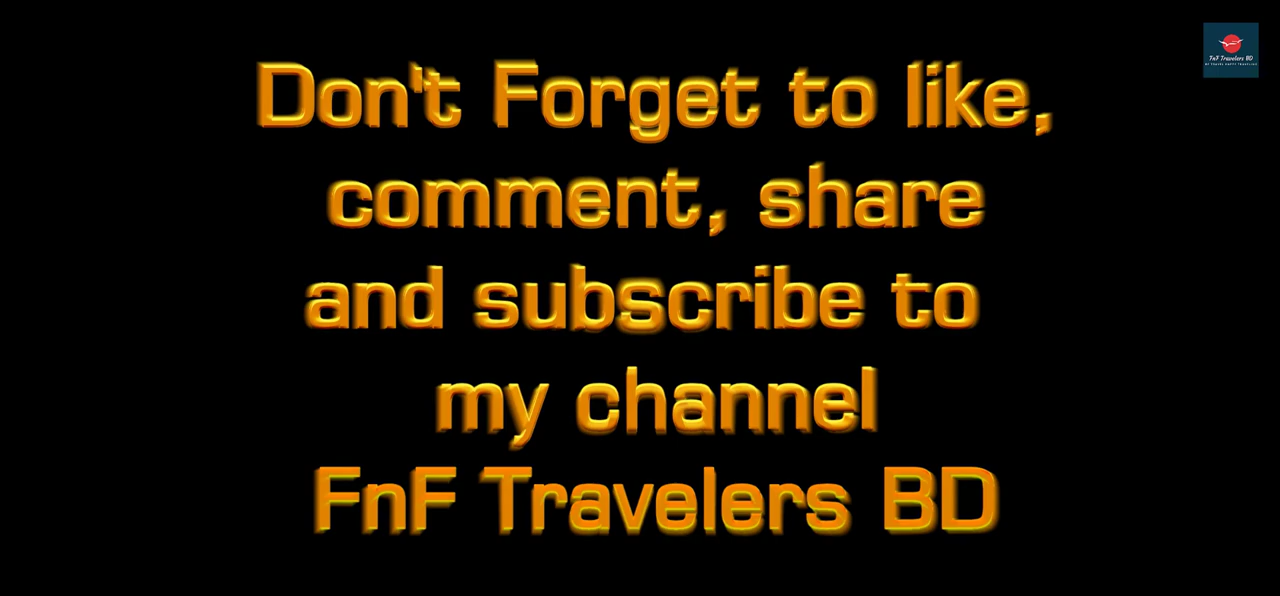 Don't Forget to like,
comment, share
and subscribe to
my channel
FnF Travelers BD
FnF Travelers BD